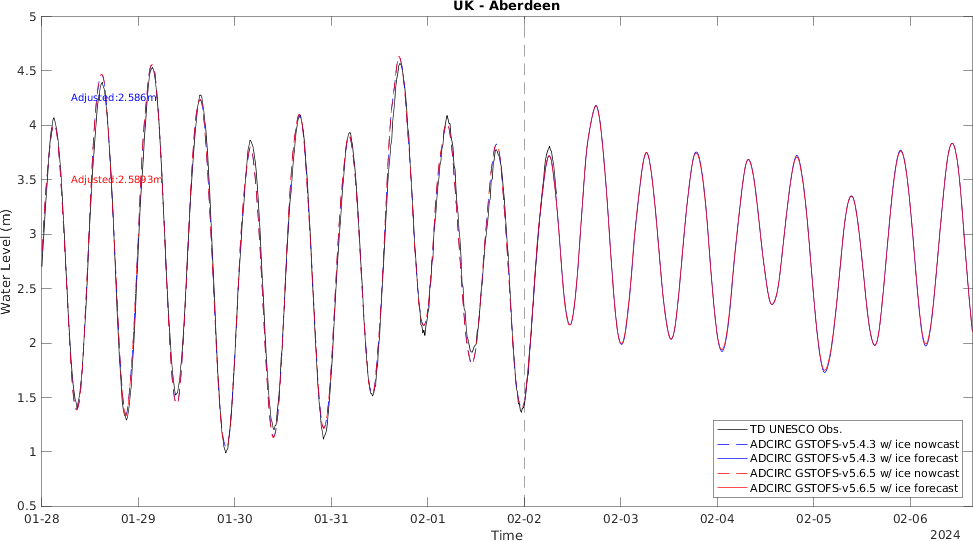 UK - Aberdeen
5
4.5
4
3.5
3
2.5
2
1.5
1
0.5
Water Level (m)
Adjusted:2.586m
Adjusted:2.5893m
TD UNESCO Obs.
ADCIRC GSTOFS-v5.4.3 w/ ice nowcast
ADCIRC GSTOFS-v5.4.3 w/ ice forecast
ADCIRC GSTOFS-v5.6.5 w/ ice nowcast
ADCIRC GSTOFS-v5.6.5 w/ ice forecast
01-28 01-29 01-30 01-31 02-01 02-02 02-03 02-04 02-05 02-06
Time
2024